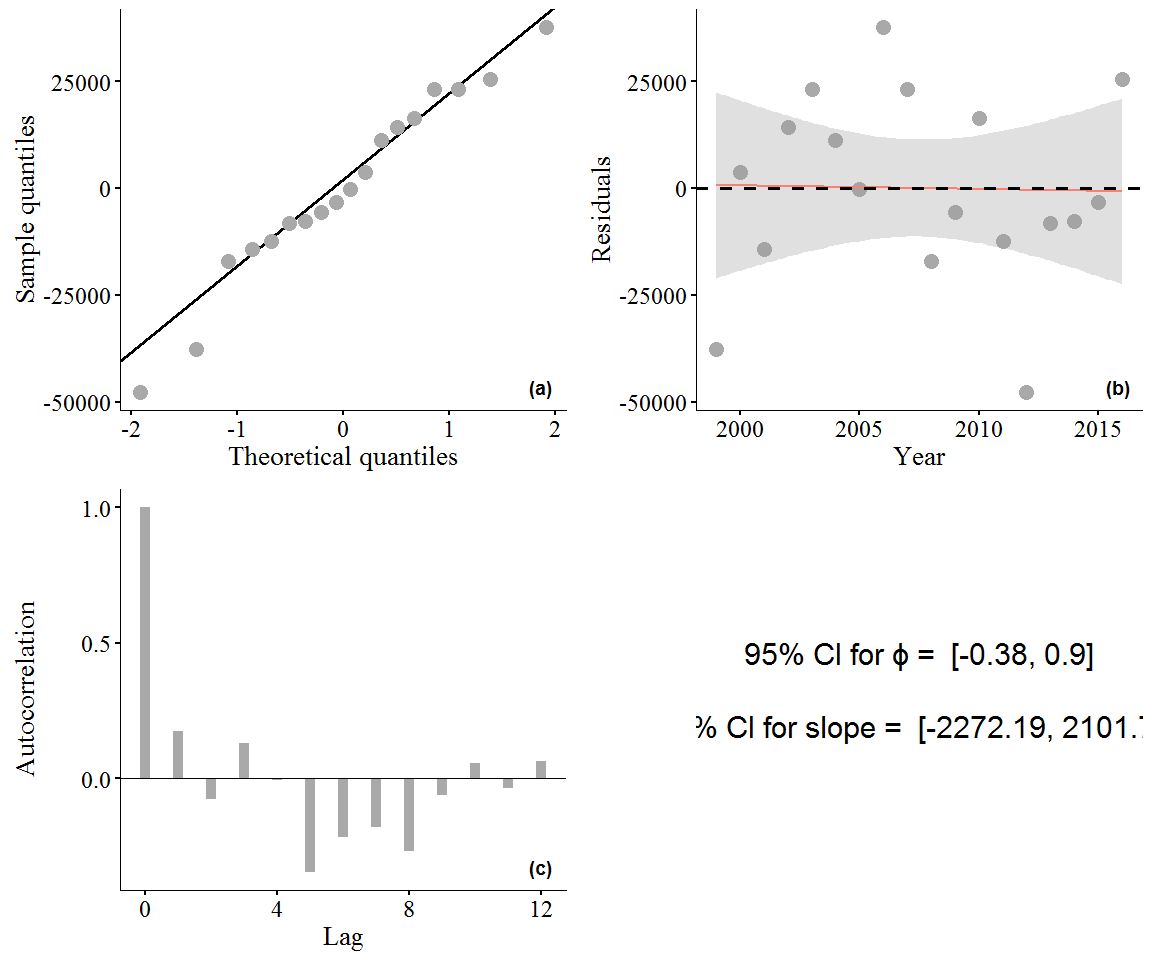 25000
0
-25000
-50000
Sample quantiles
(a)
-2 -1 0 1 2
Theoretical quantiles
25000
0
-25000
-50000
Residuals
(b)
2000 2005 2010 2015
Year
1.0
0.5
0.0
Autocorrelation
(c)
0 4 8 12
Lag
95% CI for ϕ = [-0.38, 0.9]
% CI for slope = [-2272.19, 2101.